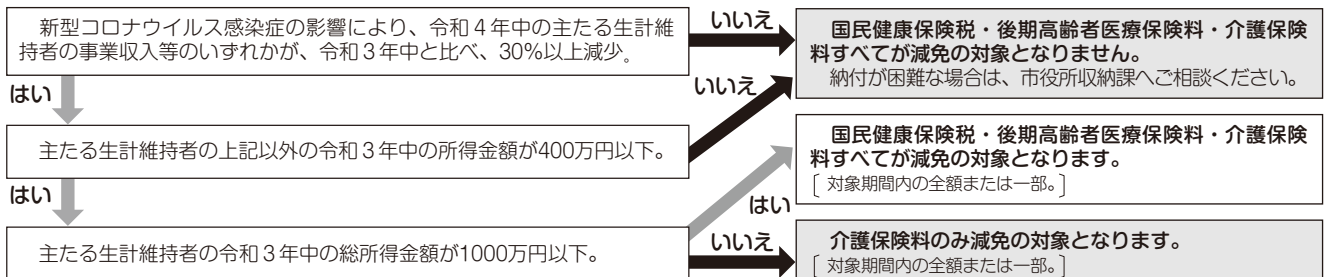 新型コロナウイルス感染症の影響により、令和４年中の主たる生計維
持者の事業収入等のいずれかが、令和３年中と比べ、30％以上減少。
いいえ
国民健康保険税・後期高齢者医療保険料・介護保険
料すべてが減免の対象となりません。
納付が困難な場合は、市役所収納課へご相談ください。
はい
いいえ
主たる生計維持者の上記以外の令和３年中の所得金額が400万円以下。
国民健康保険税・後期高齢者医療保険料・介護保険
料すべてが減免の対象となります。
［対象期間内の全額または一部。］
はい
はい
主たる生計維持者の令和３年中の総所得金額が1000万円以下。
いいえ
介護保険料のみ減免の対象となります。
［対象期間内の全額または一部。］